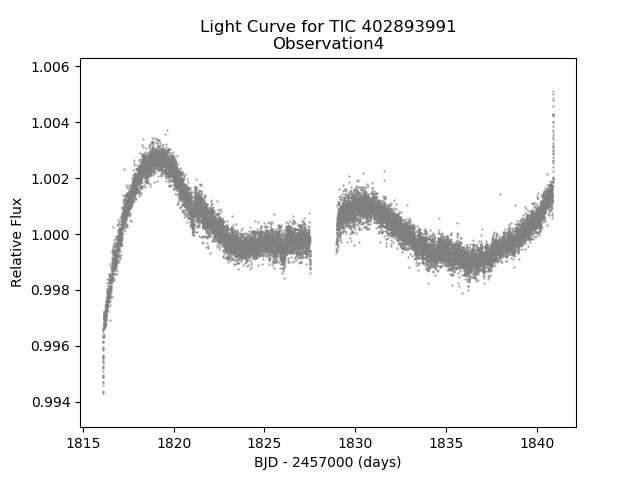 Light Curve for TIC 402893991
Observation4
1.006
1.004
1.002
1.000
0.998
0.996
0.994
Relative Flux
1815 1820 1825 1830 1835 1840
BJD - 2457000 (days)